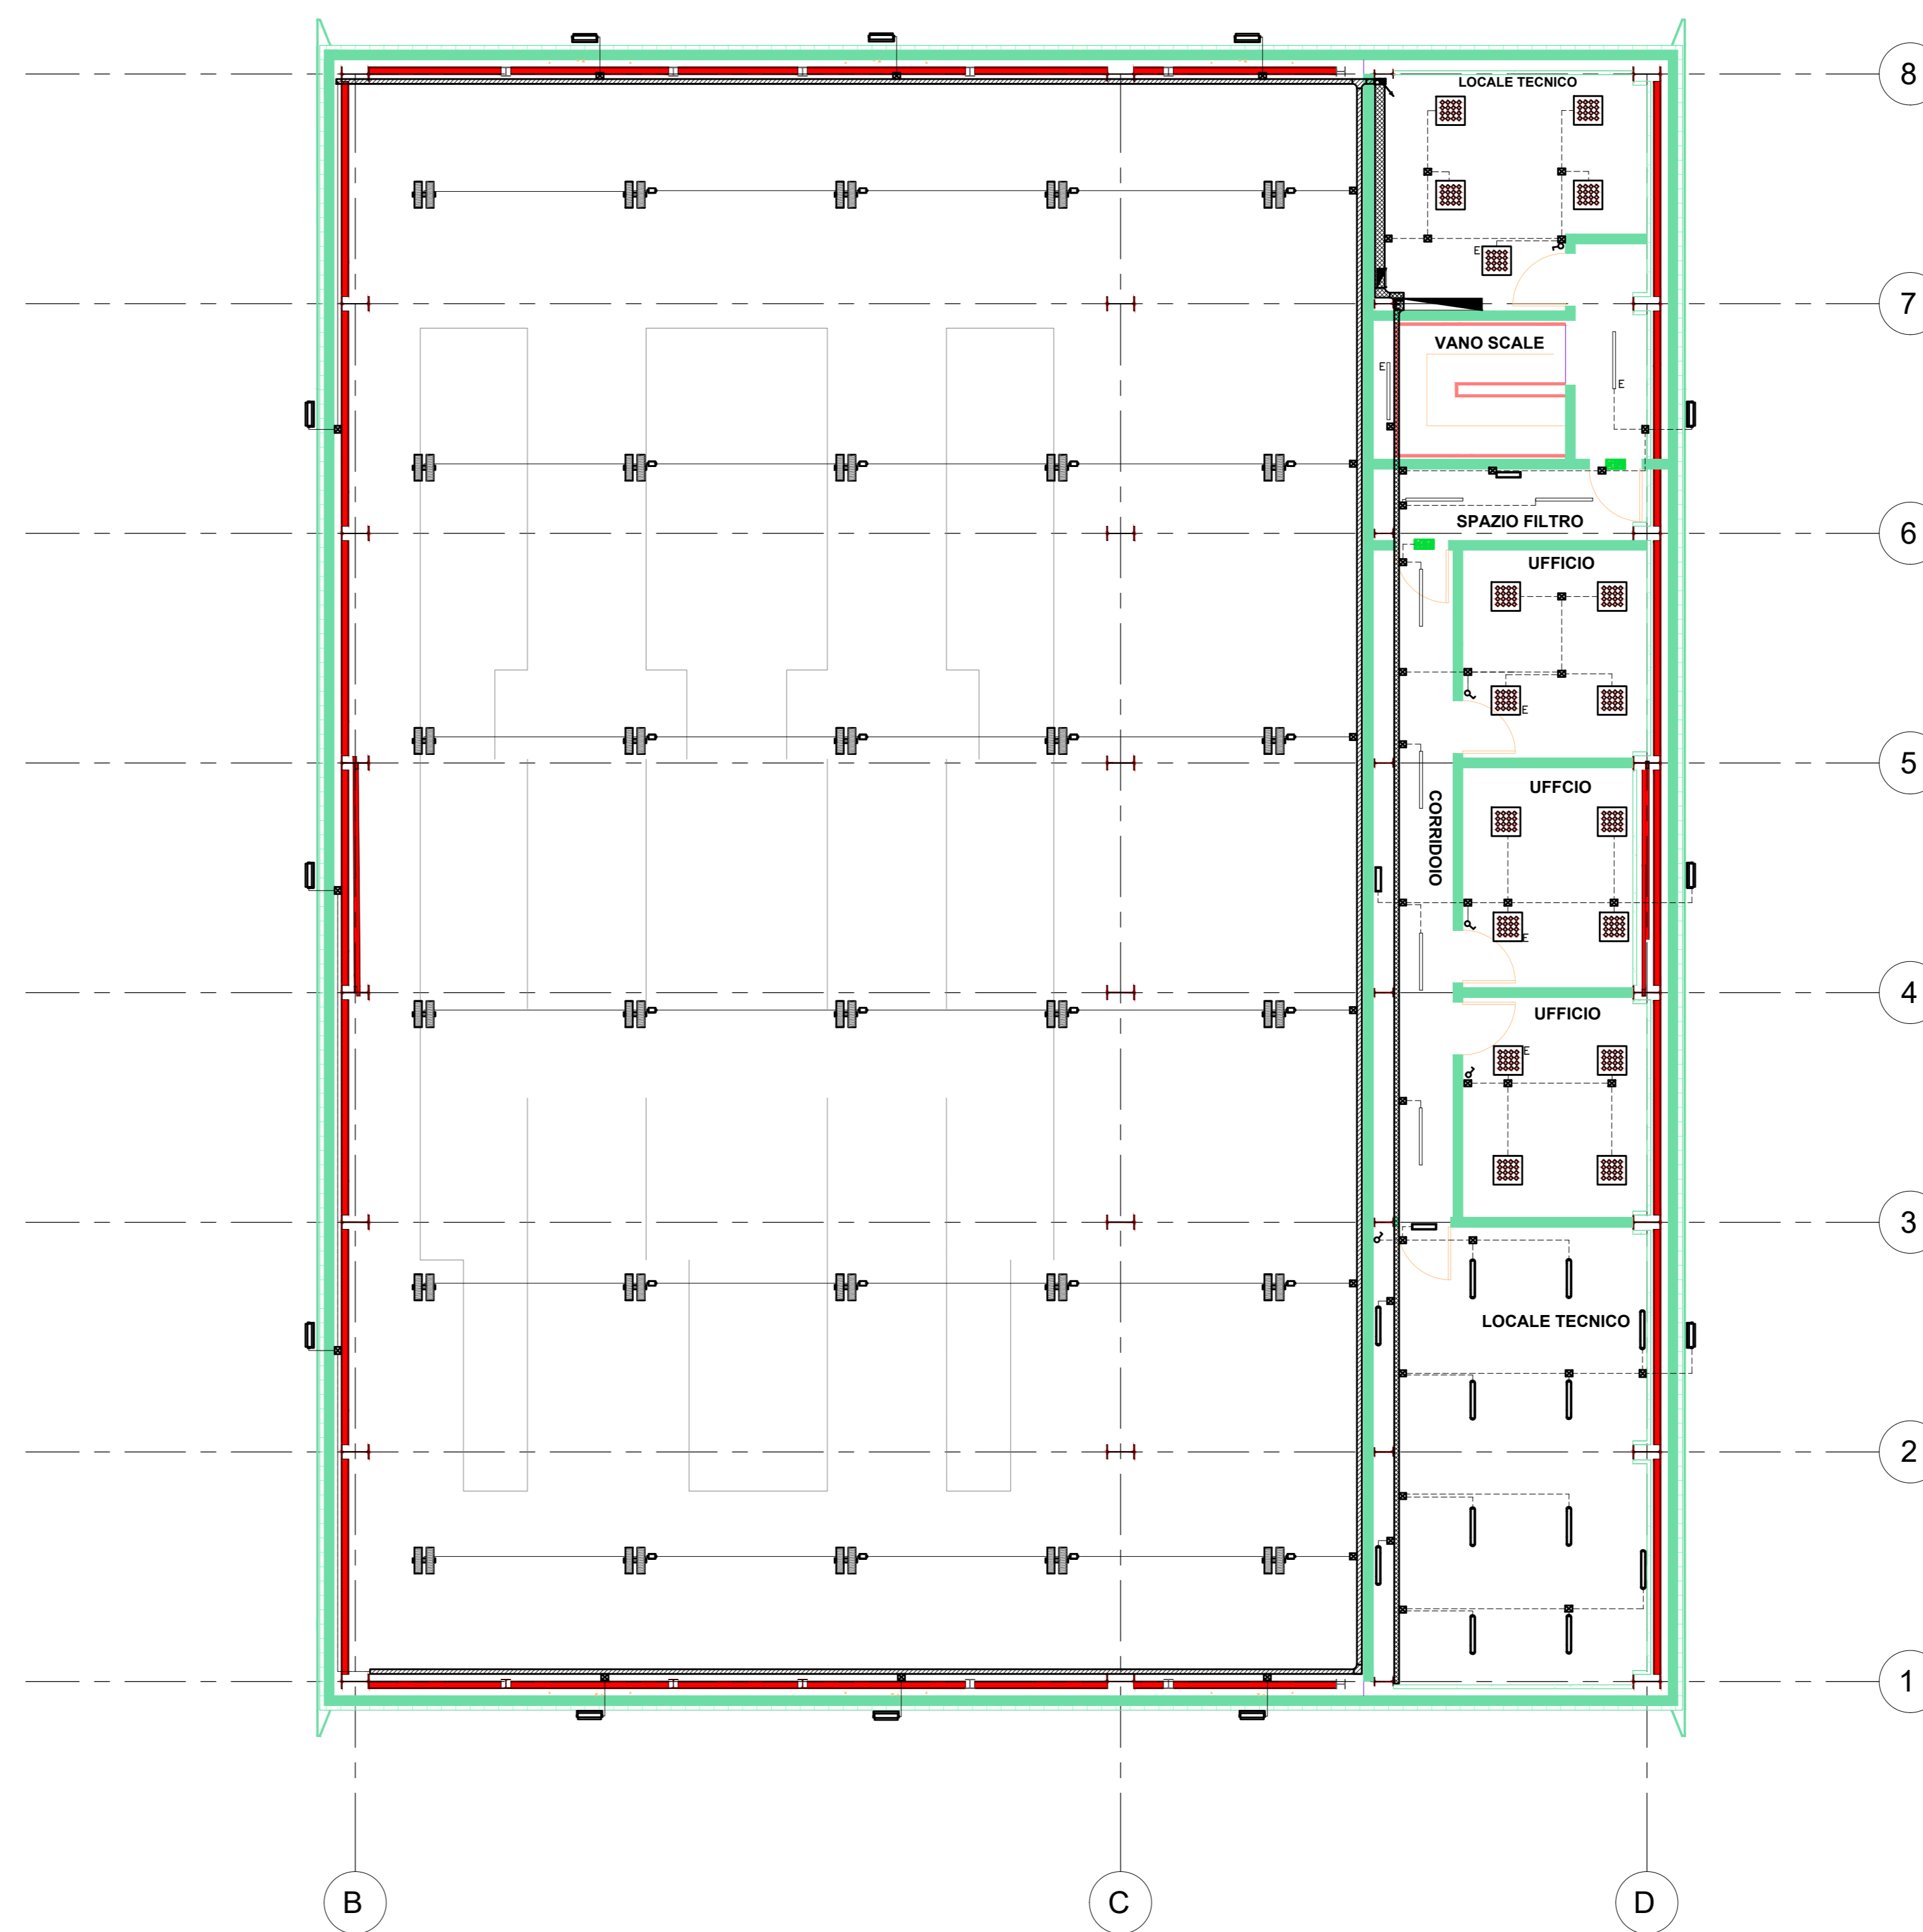 8
LOCALE TECNICO
E
7
VANO SCALE
E
E
SPAZIO FILTRO
6
UFFICIO
E
5
UFFCIO
CORRIDOIO
E
4
UFFICIO
E
3
LOCALE TECNICO
2
1
B
C
D